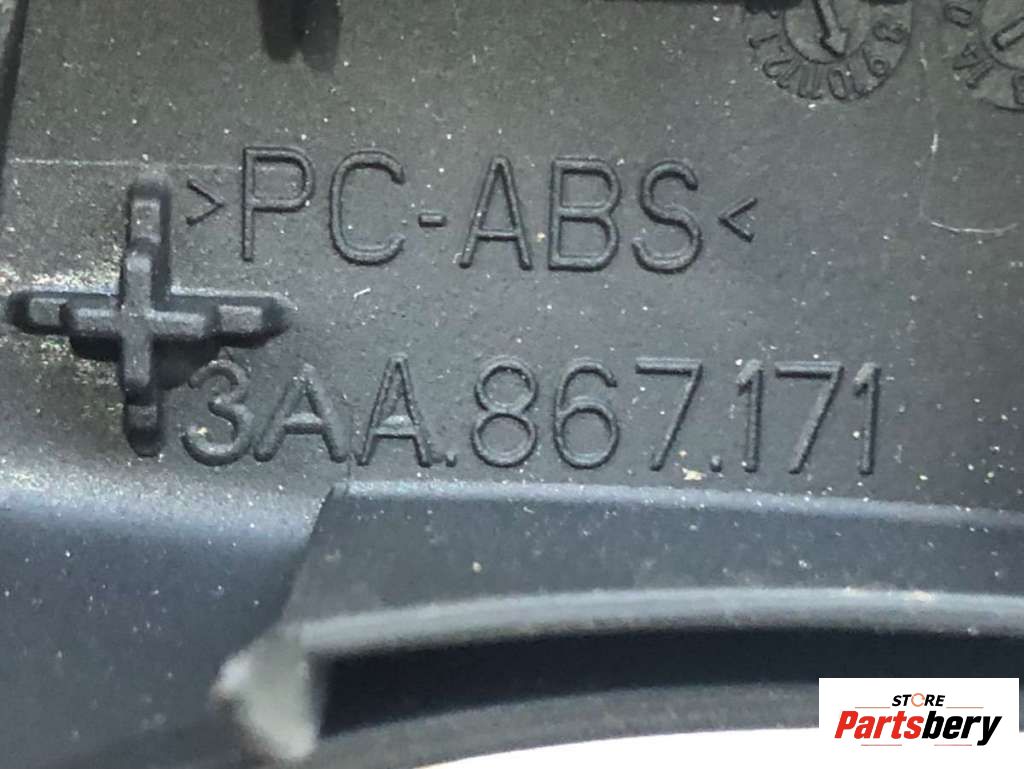 >PC-ABS<
3AA.867.171
STORE
Partsbery